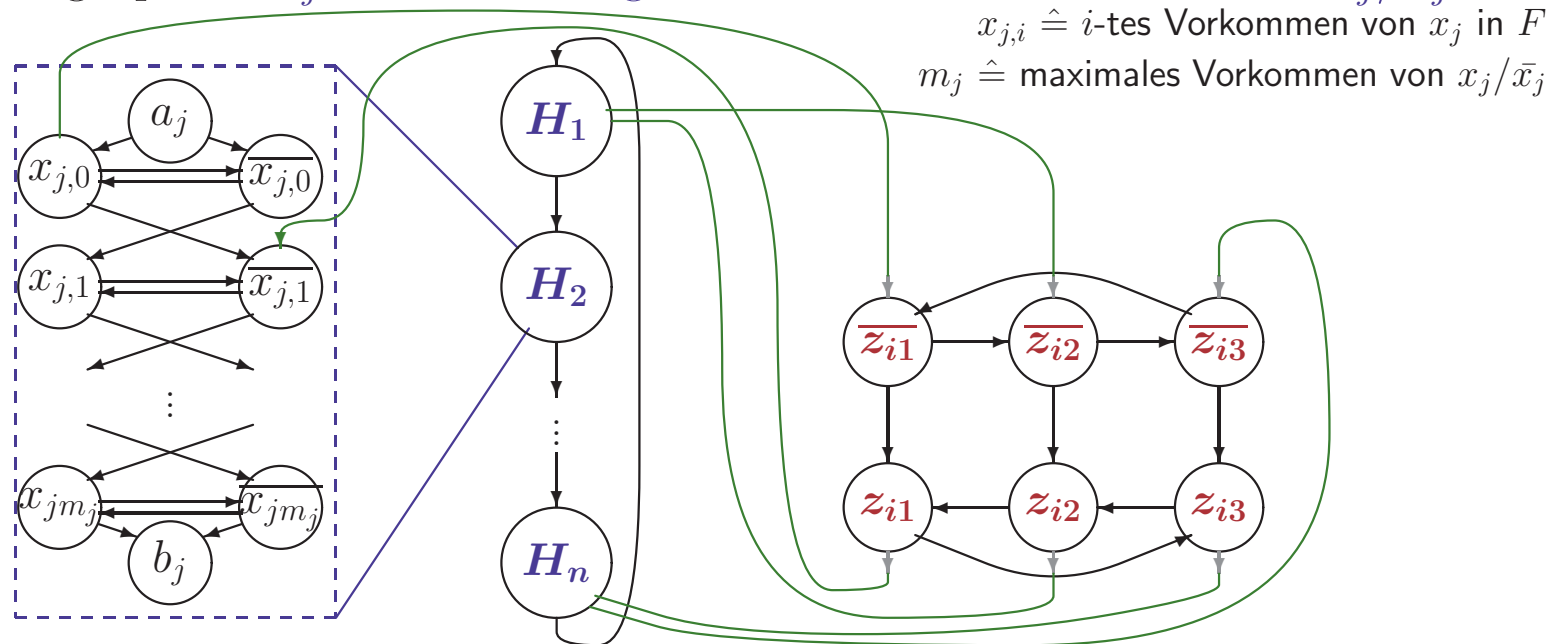 x_{j,i} ≙ i-tes Vorkommen von x_j in F
m_j ≙ maximales Vorkommen von x_j/\bar{x_j}
a_j
x_{j,0} \overline{x_{j,0}}
x_{j,1} \overline{x_{j,1}}
⋮
x_{jm_j} \overline{x_{jm_j}}
b_j
H_1
H_2
⋮
H_n
\overline{z_{i1}} \overline{z_{i2}} \overline{z_{i3}}
z_{i1} z_{i2} z_{i3}